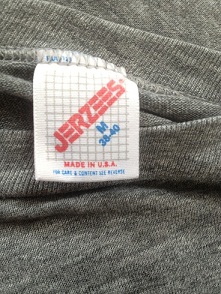 JERZEES
M
38-40
MADE IN U.S.A.
FOR CARE & CONTENT SEE REVERSE